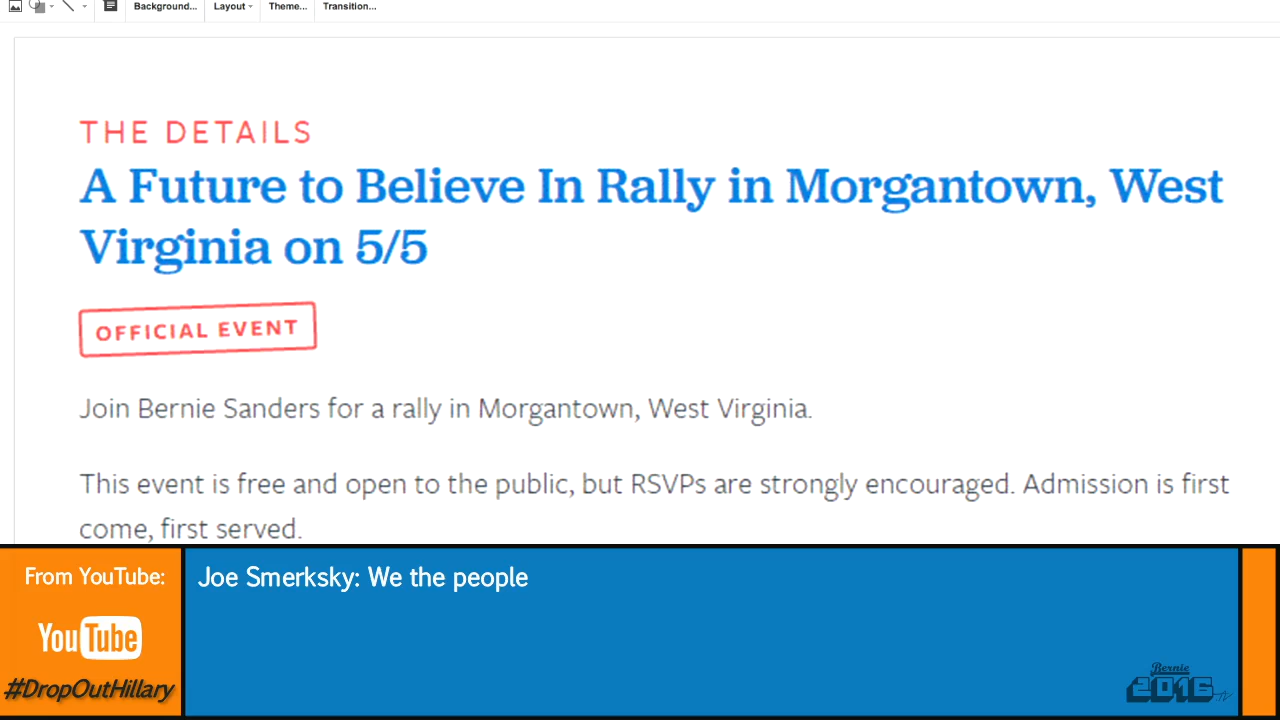 Background... Layout Theme... Transition...
THE DETAILS
A Future to Believe In Rally in Morgantown, West
Virginia on 5/5
OFFICIAL EVENT
Join Bernie Sanders for a rally in Morgantown, West Virginia.
This event is free and open to the public, but RSVPs are strongly encouraged. Admission is first
come, first served.
From YouTube:
YouTube
#DropOutHillary
Joe Smerksky: We the people
Bernie
2016.TV